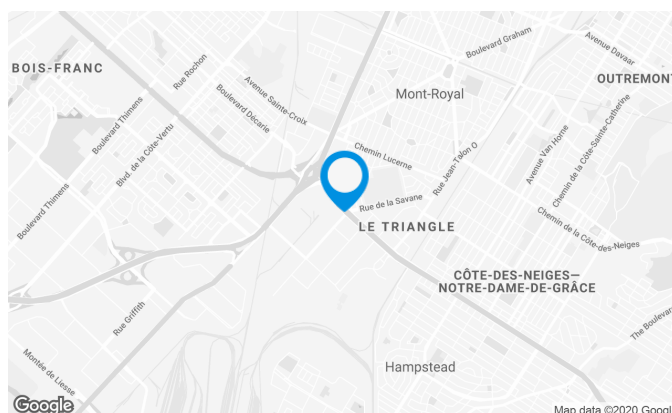 Boulevard Graham
Avenue Davaar
BOIS-FRANC
Rue Rochon
OUTREMONT
Avenue Sainte-Croix
Mont-Royal
Boulevard Décarie
Boulevard Thimens
Blvd. de la Côte-Vertu
Chemin Lucerne
Rue Jean-Talon O
Avenue Van Horne
Chemin de la Côte-Sainte-Catherine
Boulevard Thimens
Rue de la Savane
LE TRIANGLE
Chemin de la Côte-des-Neiges
CÔTE-DES-NEIGES—
NOTRE-DAME-DE-GRÂCE
Rue Griffith
The Boulevar
Montée de Liesse
Hampstead
Google
Map data ©2020 Googl